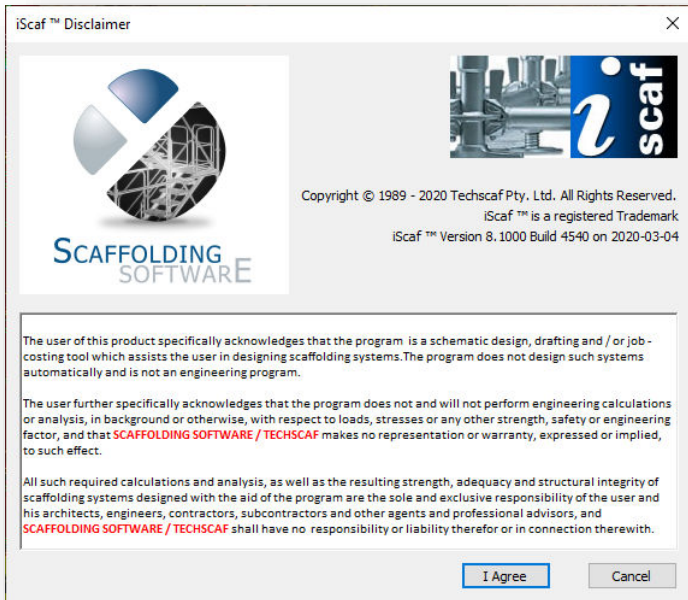 iScaf ™ Disclaimer
i
scaf
Copyright © 1989 - 2020 Techscaf Pty. Ltd. All Rights Reserved.
iScaf ™ is a registered Trademark
iScaf ™ Version 8.1000 Build 4540 on 2020-03-04
SCAFFOLDING
SOFTWARE
The user of this product specifically acknowledges that the program is a schematic design, drafting and / or job -
costing tool which assists the user in designing scaffolding systems.The program does not design such systems
automatically and is not an engineering program.
The user further specifically acknowledges that the program does not and will not perform engineering calculations
or analysis, in background or otherwise, with respect to loads, stresses or any other strength, safety or engineering
factor, and that SCAFFOLDING SOFTWARE / TECHSCAF makes no representation or warranty, expressed or implied,
to such effect.
All such required calculations and analysis, as well as the resulting strength, adequacy and structural integrity of
scaffolding systems designed with the aid of the program are the sole and exclusive responsibility of the user and
his architects, engineers, contractors, subcontractors and other agents and professional advisors, and
SCAFFOLDING SOFTWARE / TECHSCAF shall have no responsibility or liability therefor or in connection therewith.
I Agree
Cancel